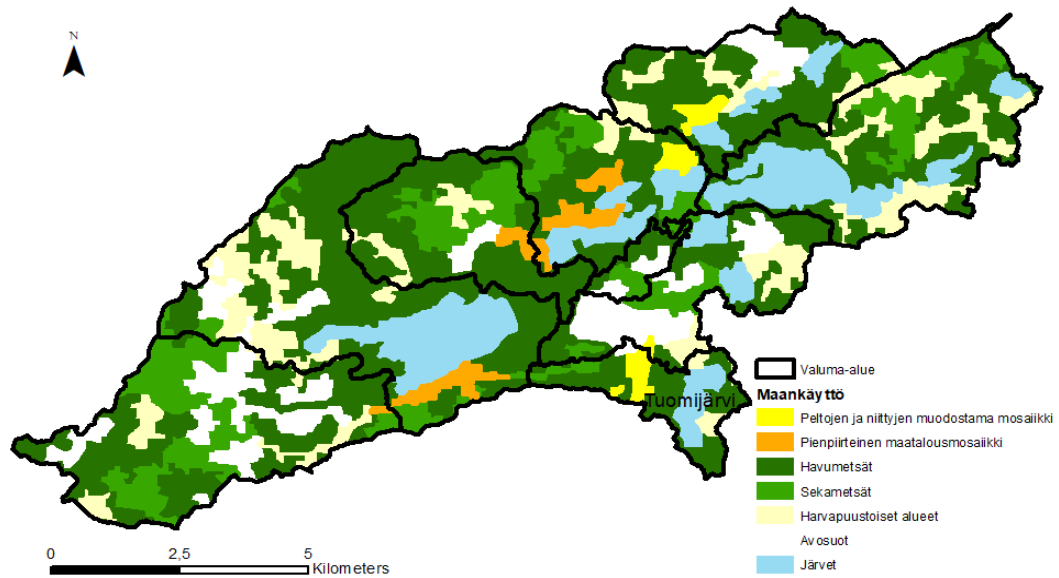 N
Tuomijärvi
Valuma-alue
Maankäyttö
Peltojen ja niittyjen muodostama mosaiikki
Pienpiirteinen maatalousmosaiikki
Havumetsät
Sekametsät
Harvapuustoiset alueet
Avosuot
Järvet
0 2,5 5
Kilometers